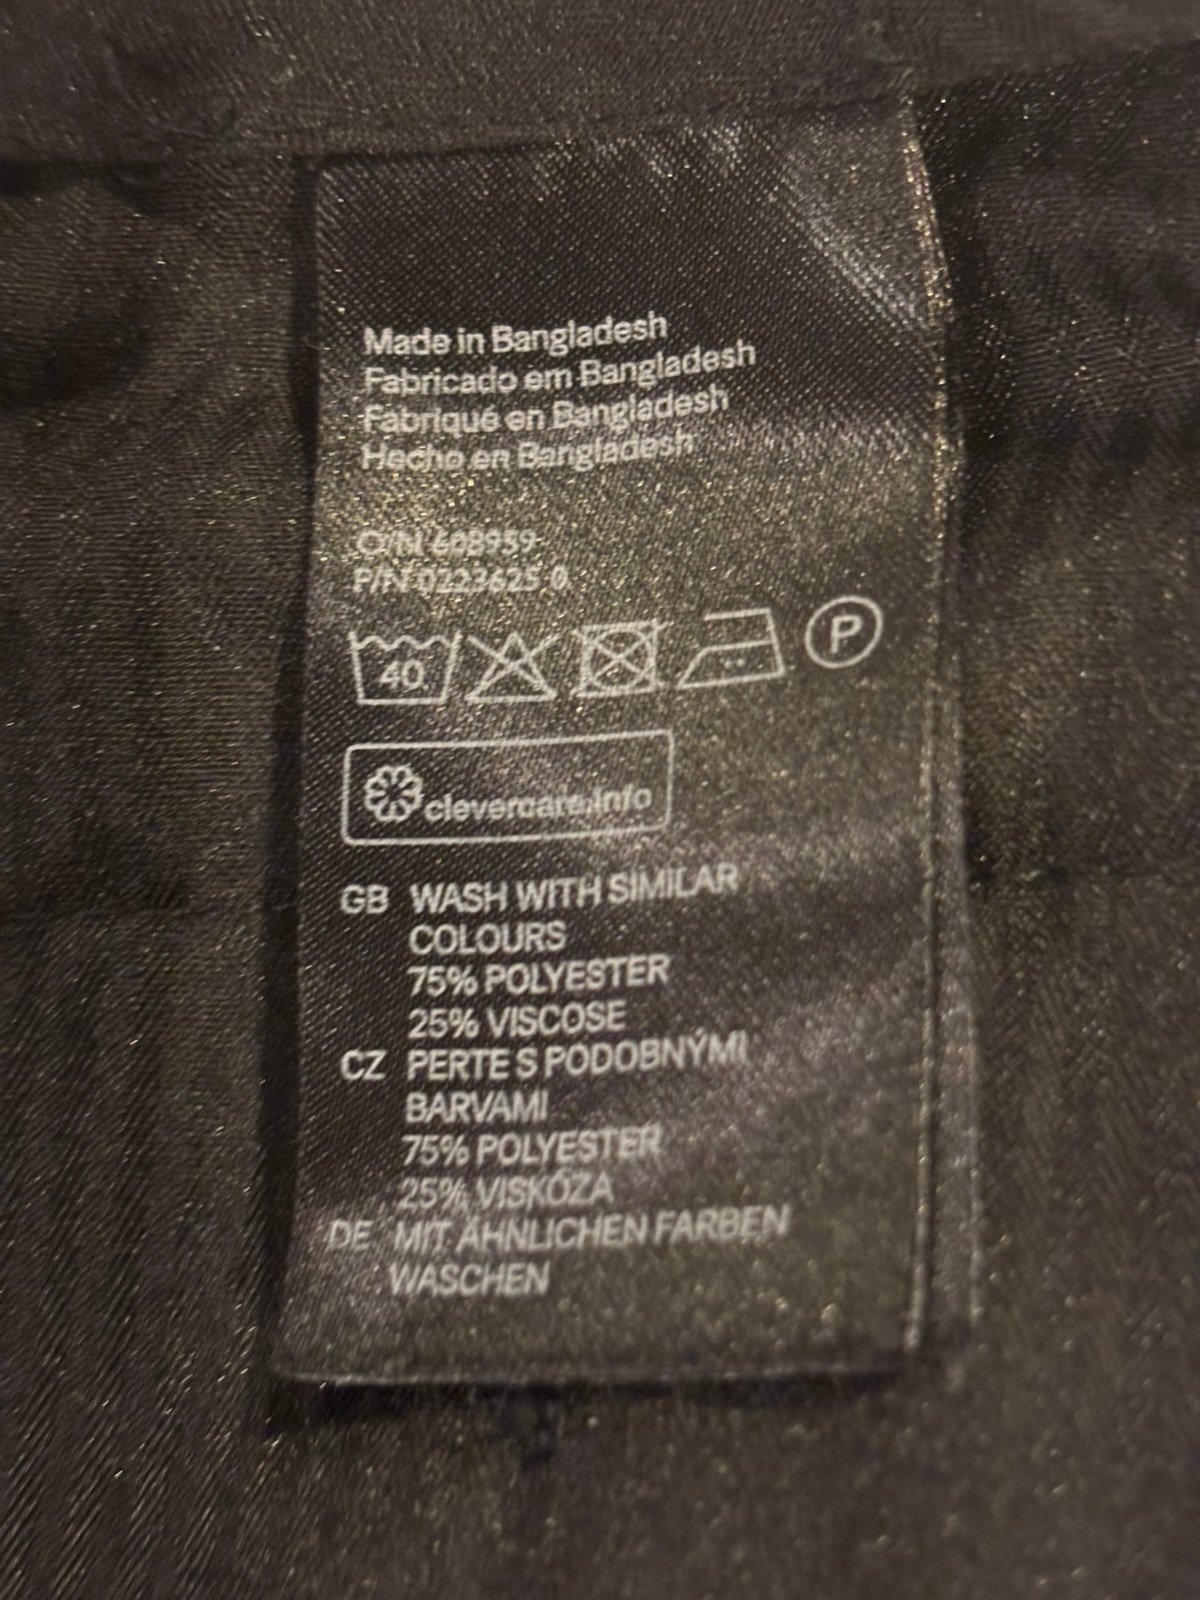 Made in Bangladesh
Fabricado em Bangladesh
Fabriqué en Bangladesh
Hecho en Bangladesh
O/N 608959
P/N 0223625 0
40
P
clevercare.info
GB WASH WITH SIMILAR
COLOURS
75% POLYESTER
25% VISCOSE
CZ PERTE S PODOBNÝMI
BARVAMI
75% POLYESTER
25% VISKÓZA
DE MIT ÄHNLICHEN FARBEN
WASCHEN